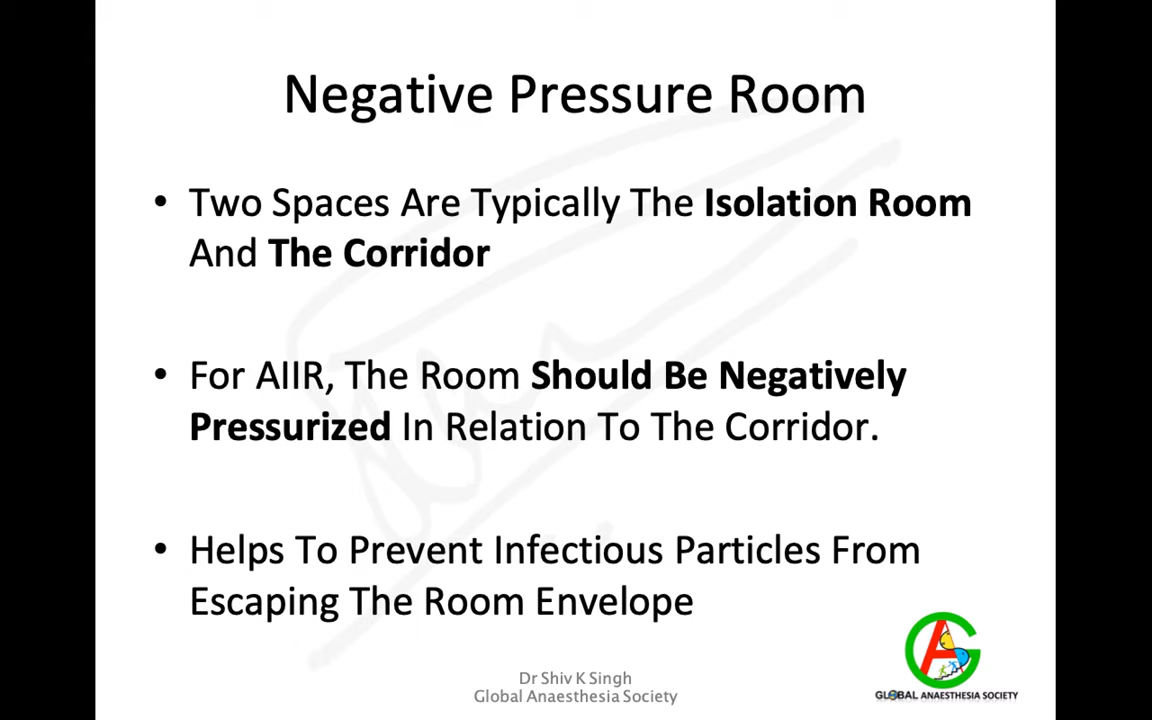 Negative Pressure Room
• Two Spaces Are Typically The Isolation Room
And The Corridor
• For AIIR, The Room Should Be Negatively
Pressurized In Relation To The Corridor.
• Helps To Prevent Infectious Particles From
Escaping The Room Envelope
Dr Shiv K Singh
Global Anaesthesia Society
GAS
GLOBAL ANAESTHESIA SOCIETY